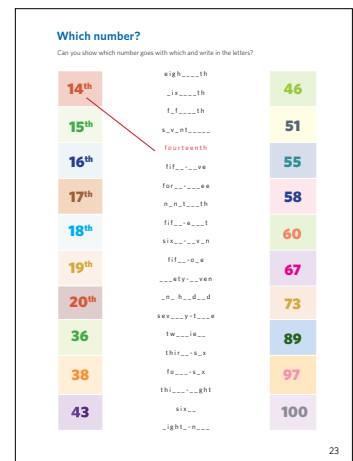 Which number?
Can you show which number goes with which and write in the letters?
14th
15th
16th
17th
18th
19th
20th
36
38
43
eigh____th
_ix____th
f_f____th
s_v_nt_____
fourteenth
fif__-__ve
for__-___ee
n_n_t___th
fif__-e___t
six__-__v_n
fif__-o_e
___ety-__ven
_n_ h__d__d
sev___y-t___e
tw___ie__
thir__-s_x
fo___-s_x
thi___-__ght
six__
_ight_-n___
46
51
55
58
60
67
73
89
97
100
23